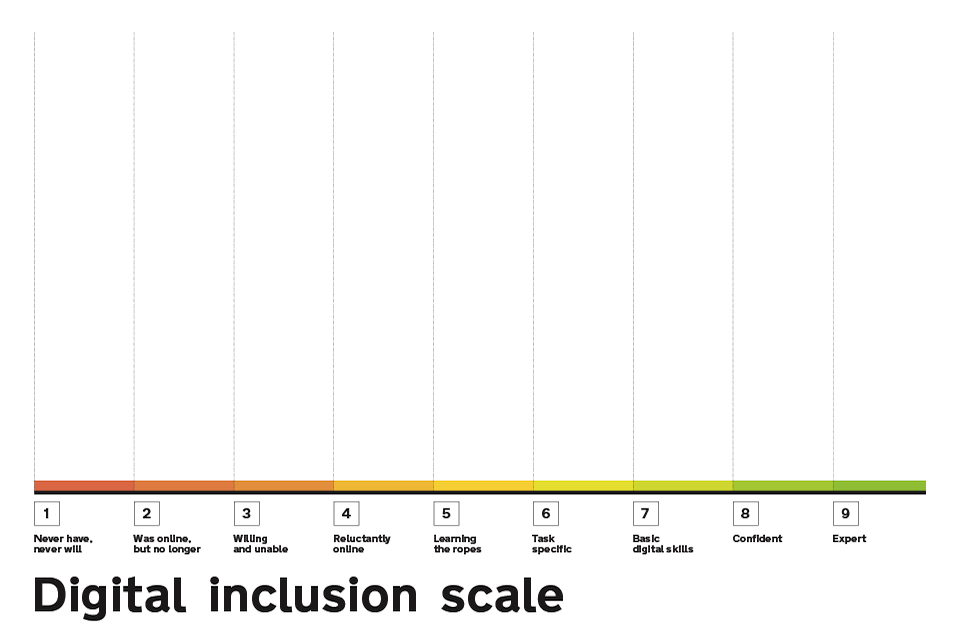 1
Never have,
never will
2
Was online,
but no longer
3
Willing
and unable
4
Reluctantly
online
5
Learning
the ropes
6
Task
specific
7
Basic
digital skills
8
Confident
9
Expert
Digital inclusion scale